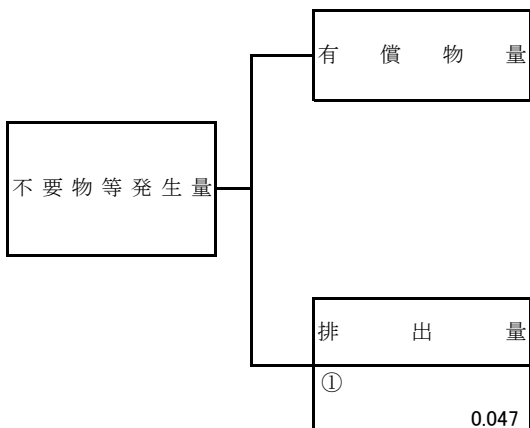 有償物量
不要物等発生量
排出量
①
0.047